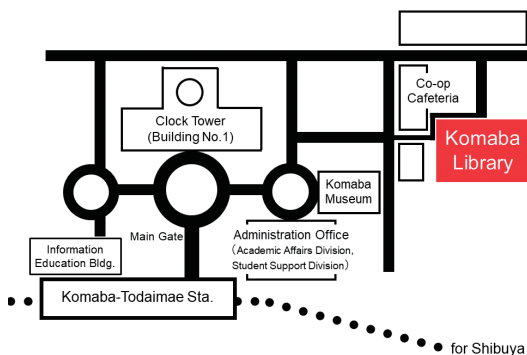 Co-op
Cafeteria
Clock Tower
(Building No.1)
Komaba
Library
Komaba
Museum
Main Gate
Administration Office
(Academic Affairs Division,
Student Support Division)
Information
Education Bldg.
Komaba-Todaimae Sta.
for Shibuya